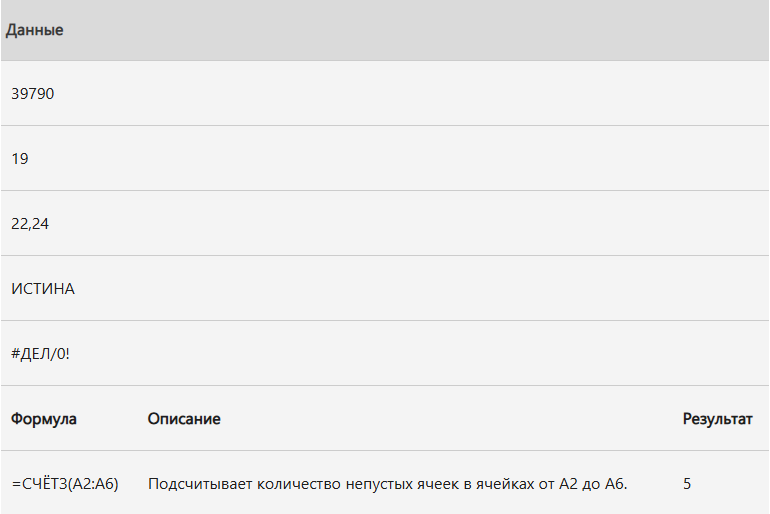 Данные
39790
19
22,24
ИСТИНА
#ДЕЛ/0!
Формула Описание Результат
=СЧЁТЗ(A2:A6) Подсчитывает количество непустых ячеек в ячейках от A2 до A6. 5